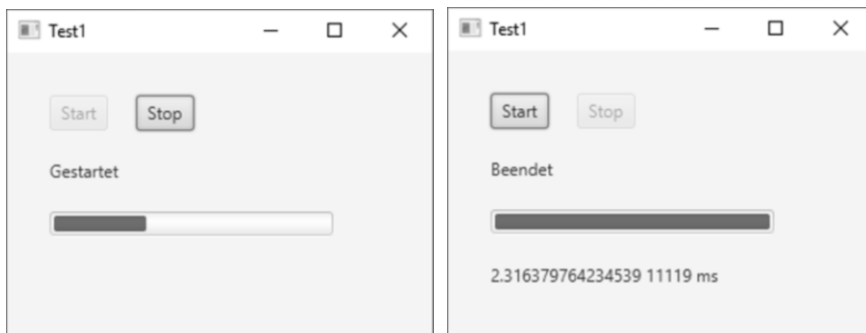 Test1
Start Stop
Gestartet
Test1
Start Stop
Beendet
2.316379764234539 11119 ms